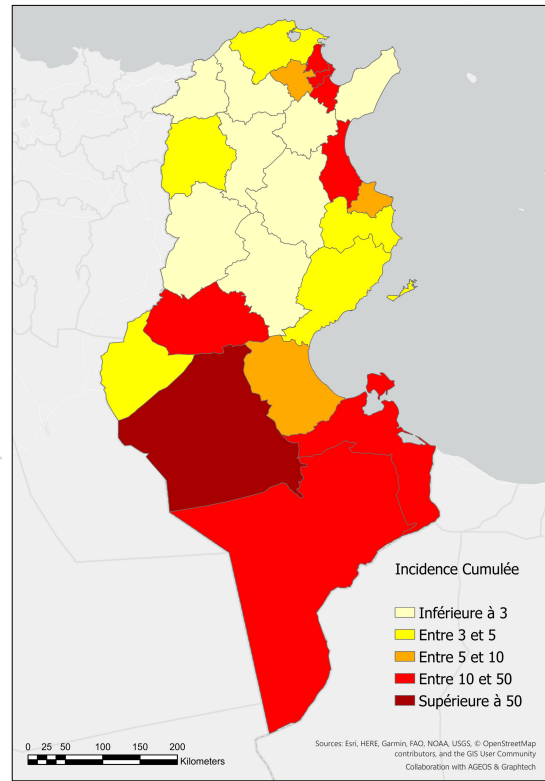 Incidence Cumulée
Inférieure à 3
Entre 3 et 5
Entre 5 et 10
Entre 10 et 50
Supérieure à 50
0 25 50 100 150 200
Kilometers
Sources: Esri, HERE, Garmin, FAO, NOAA, USGS, © OpenStreetMap
contributors, and the GIS User Community
Collaboration with AGEOS & Graphtech